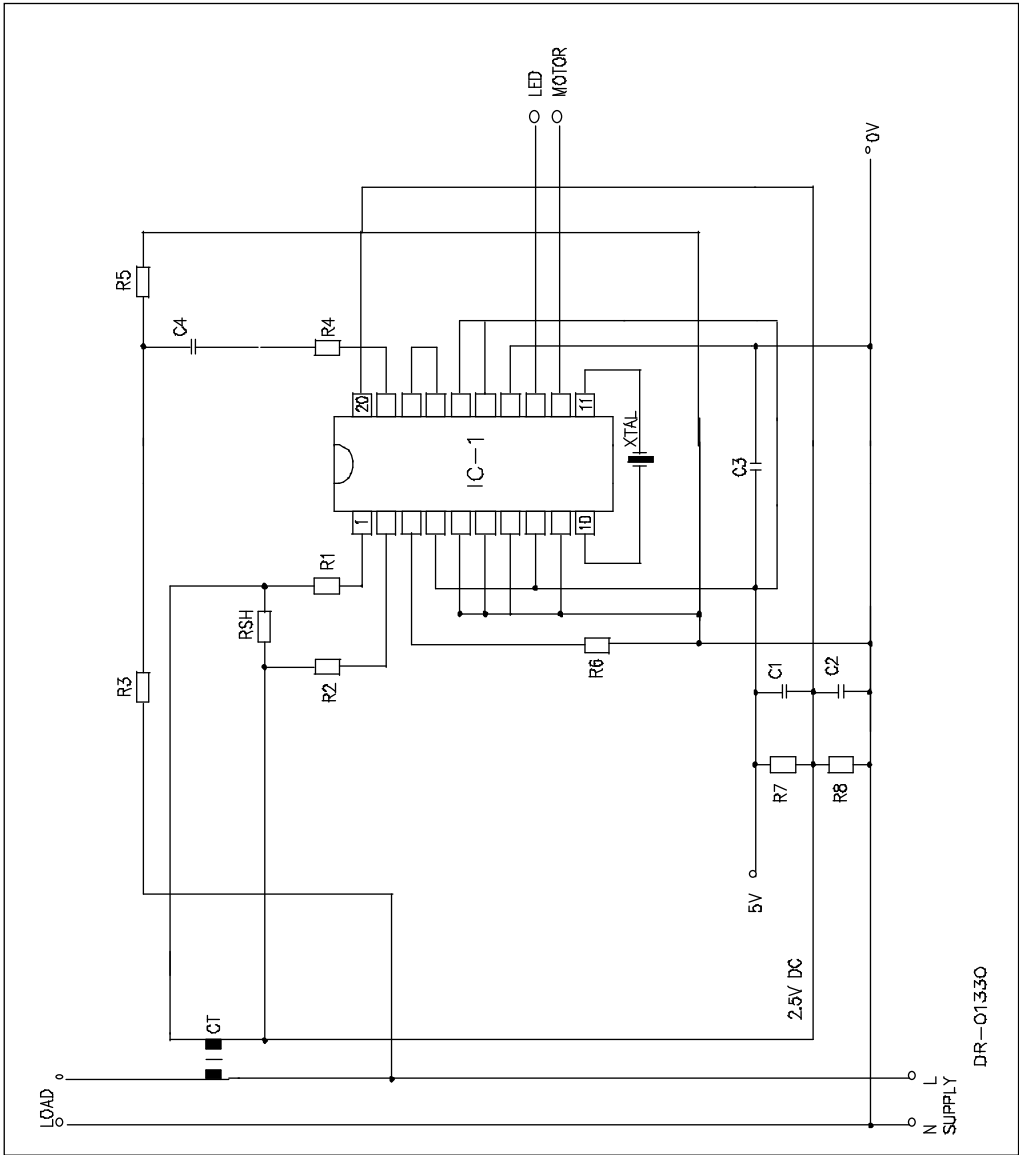 LOAD
CT
R3
R5
C4
R4
LED
MOTOR
RSH
R1
R2
1
20
IC-1
10
11
XTAL
R6
C3
0V
C1
C2
R7
R8
5V
2.5V DC
N
L
SUPPLY
DR-01330